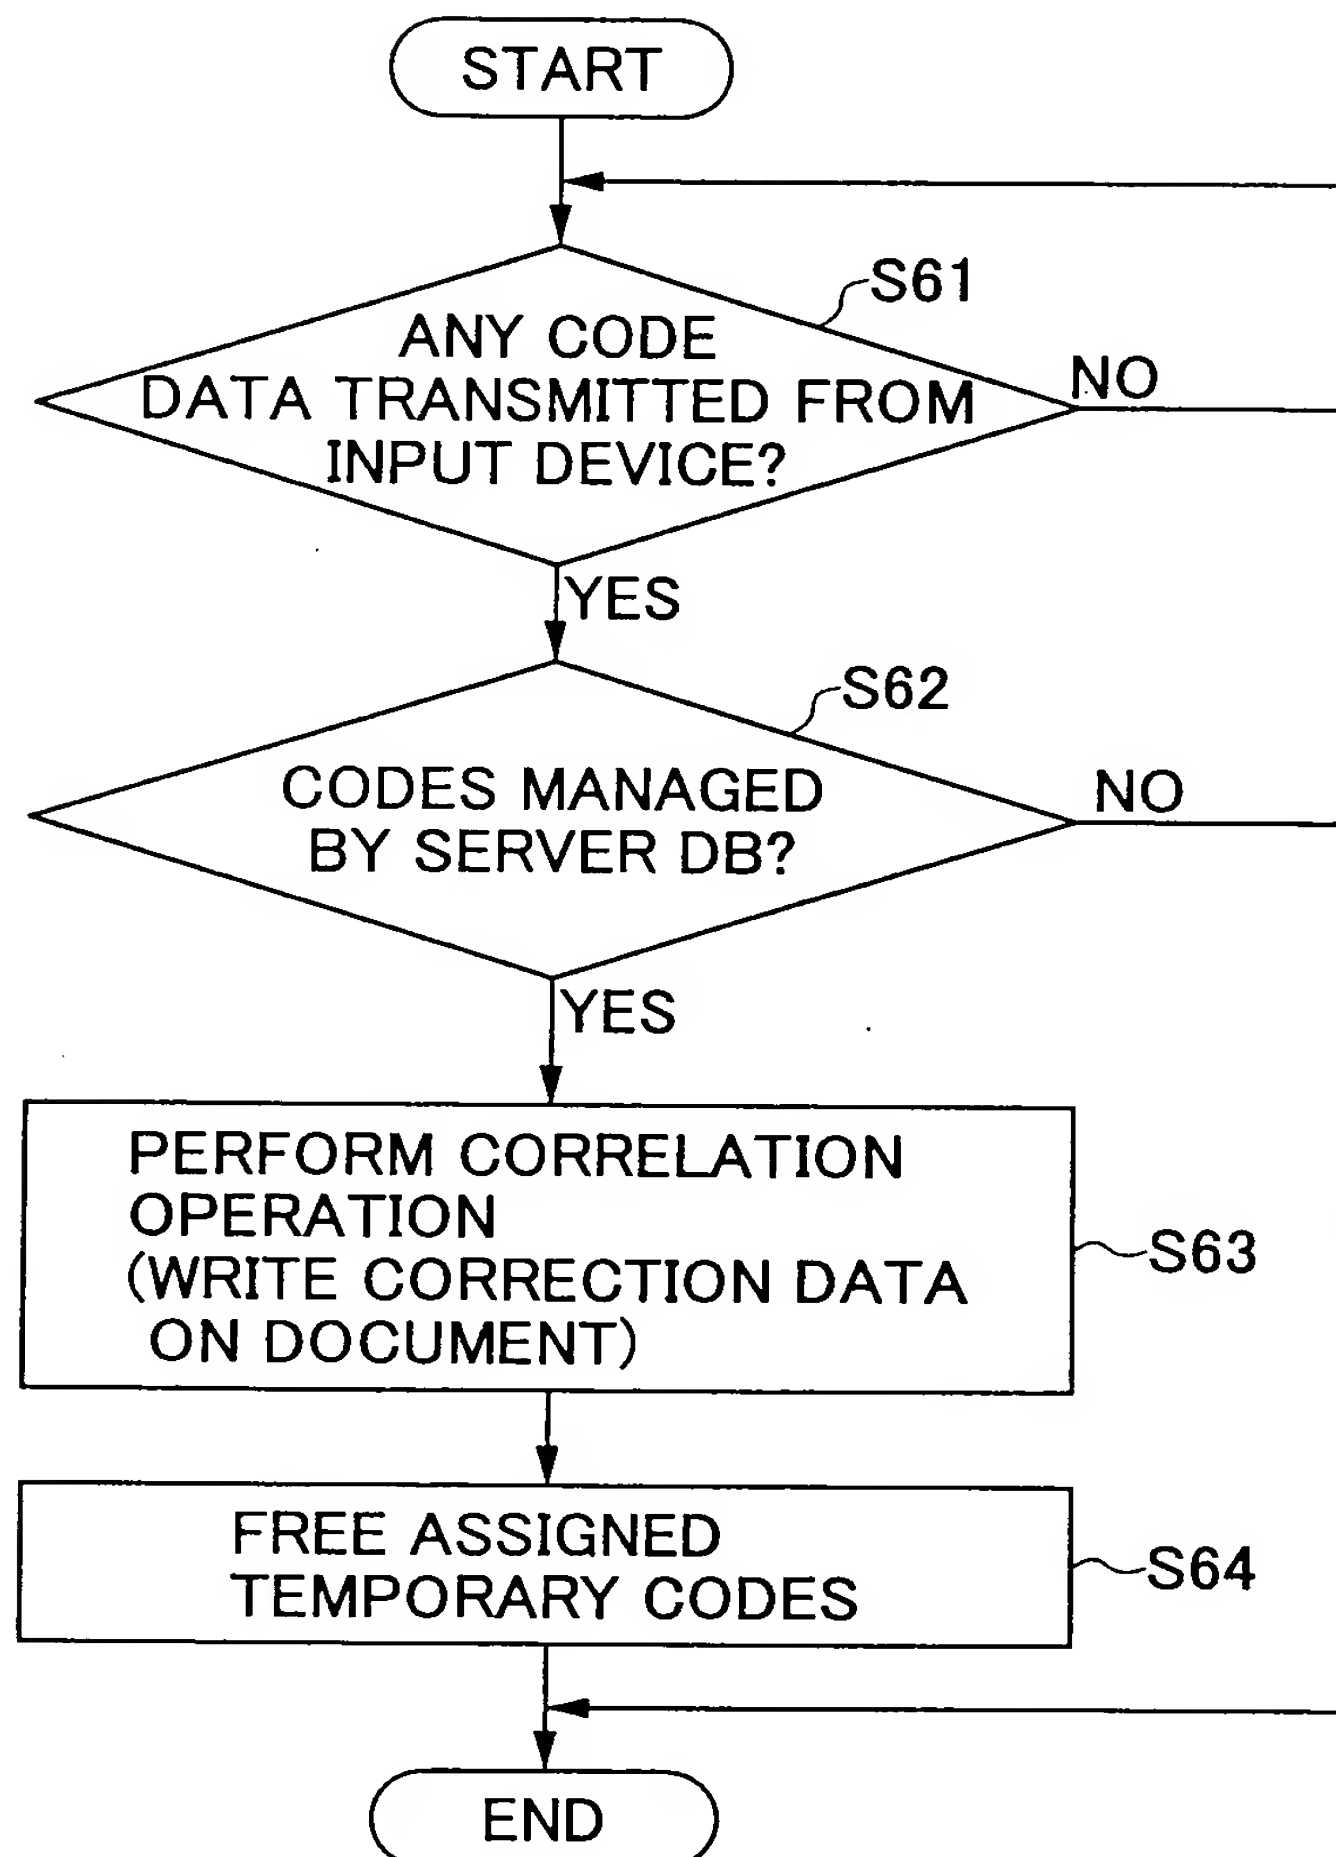 START
S61
ANY CODE
DATA TRANSMITTED FROM
INPUT DEVICE?
NO
YES
S62
CODES MANAGED
BY SERVER DB?
NO
YES
PERFORM CORRELATION
OPERATION
(WRITE CORRECTION DATA
ON DOCUMENT)
S63
FREE ASSIGNED
TEMPORARY CODES
S64
END